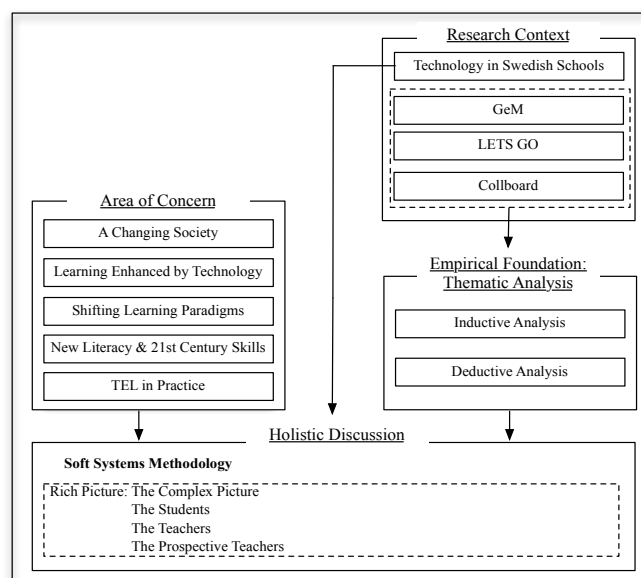 Research Context
Technology in Swedish Schools
GeM
LETS GO
Collboard
Area of Concern
A Changing Society
Learning Enhanced by Technology
Shifting Learning Paradigms
New Literacy & 21st Century Skills
TEL in Practice
Empirical Foundation:
Thematic Analysis
Inductive Analysis
Deductive Analysis
Holistic Discussion
Soft Systems Methodology
Rich Picture: The Complex Picture
The Students
The Teachers
The Prospective Teachers